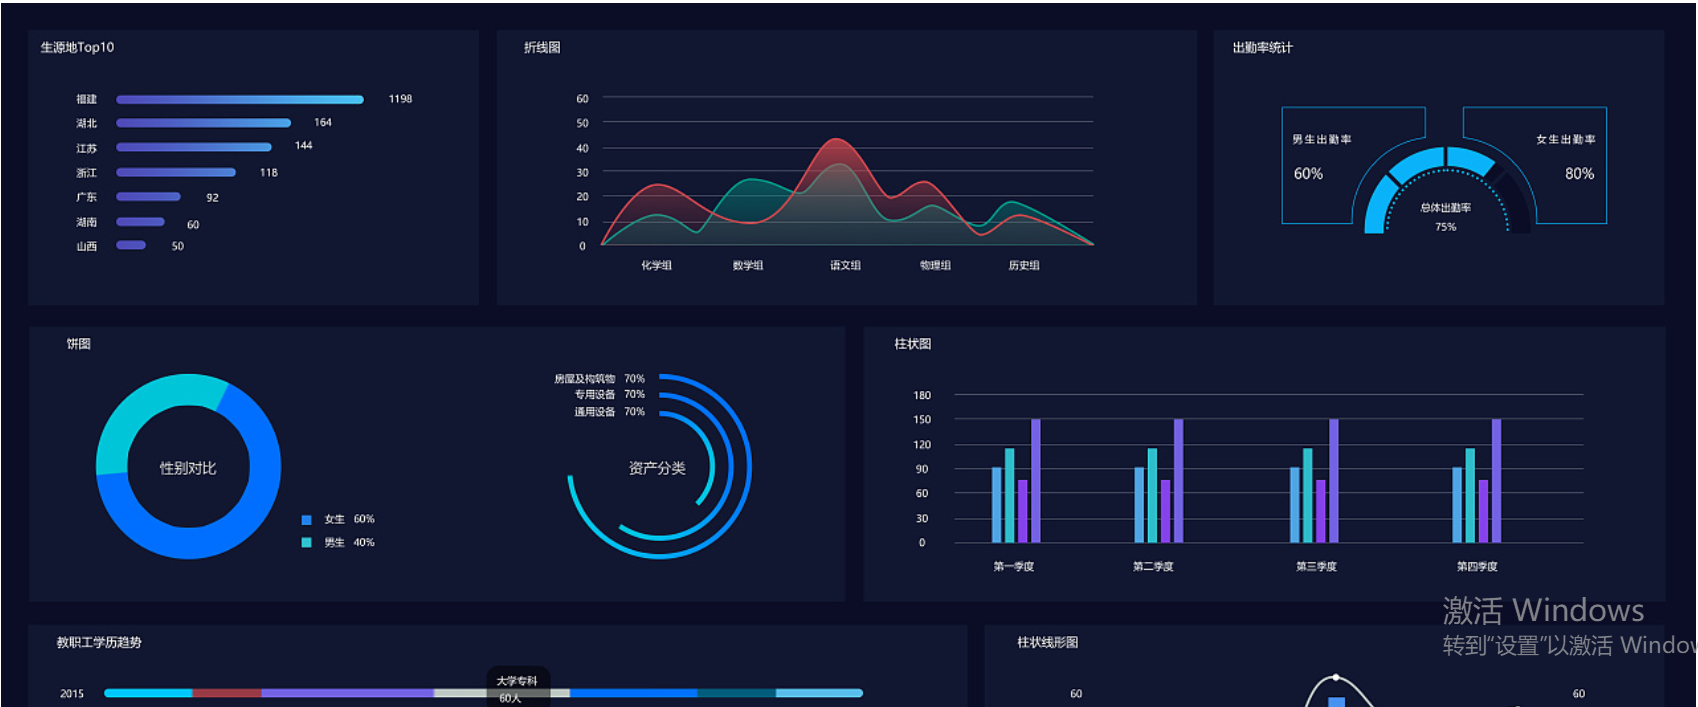 生源地Top10
福建 1198
湖北 164
江苏 144
浙江 118
广东 92
湖南 60
山西 50
折线图
60
50
40
30
20
10
0
化学组 数学组 语文组 物理组 历史组
出勤率统计
男生出勤率
60%
女生出勤率
80%
总体出勤率
75%
饼图
性别对比
女生 60%
男生 40%
房屋及构筑物 70%
专用设备 70%
通用设备 70%
资产分类
柱状图
180
150
120
90
60
30
0
第一季度 第二季度 第三季度 第四季度
激活 Windows
转到“设置”以激活 Window
教职工学历趋势
2015
大学专科
60人
柱状线形图
60 60